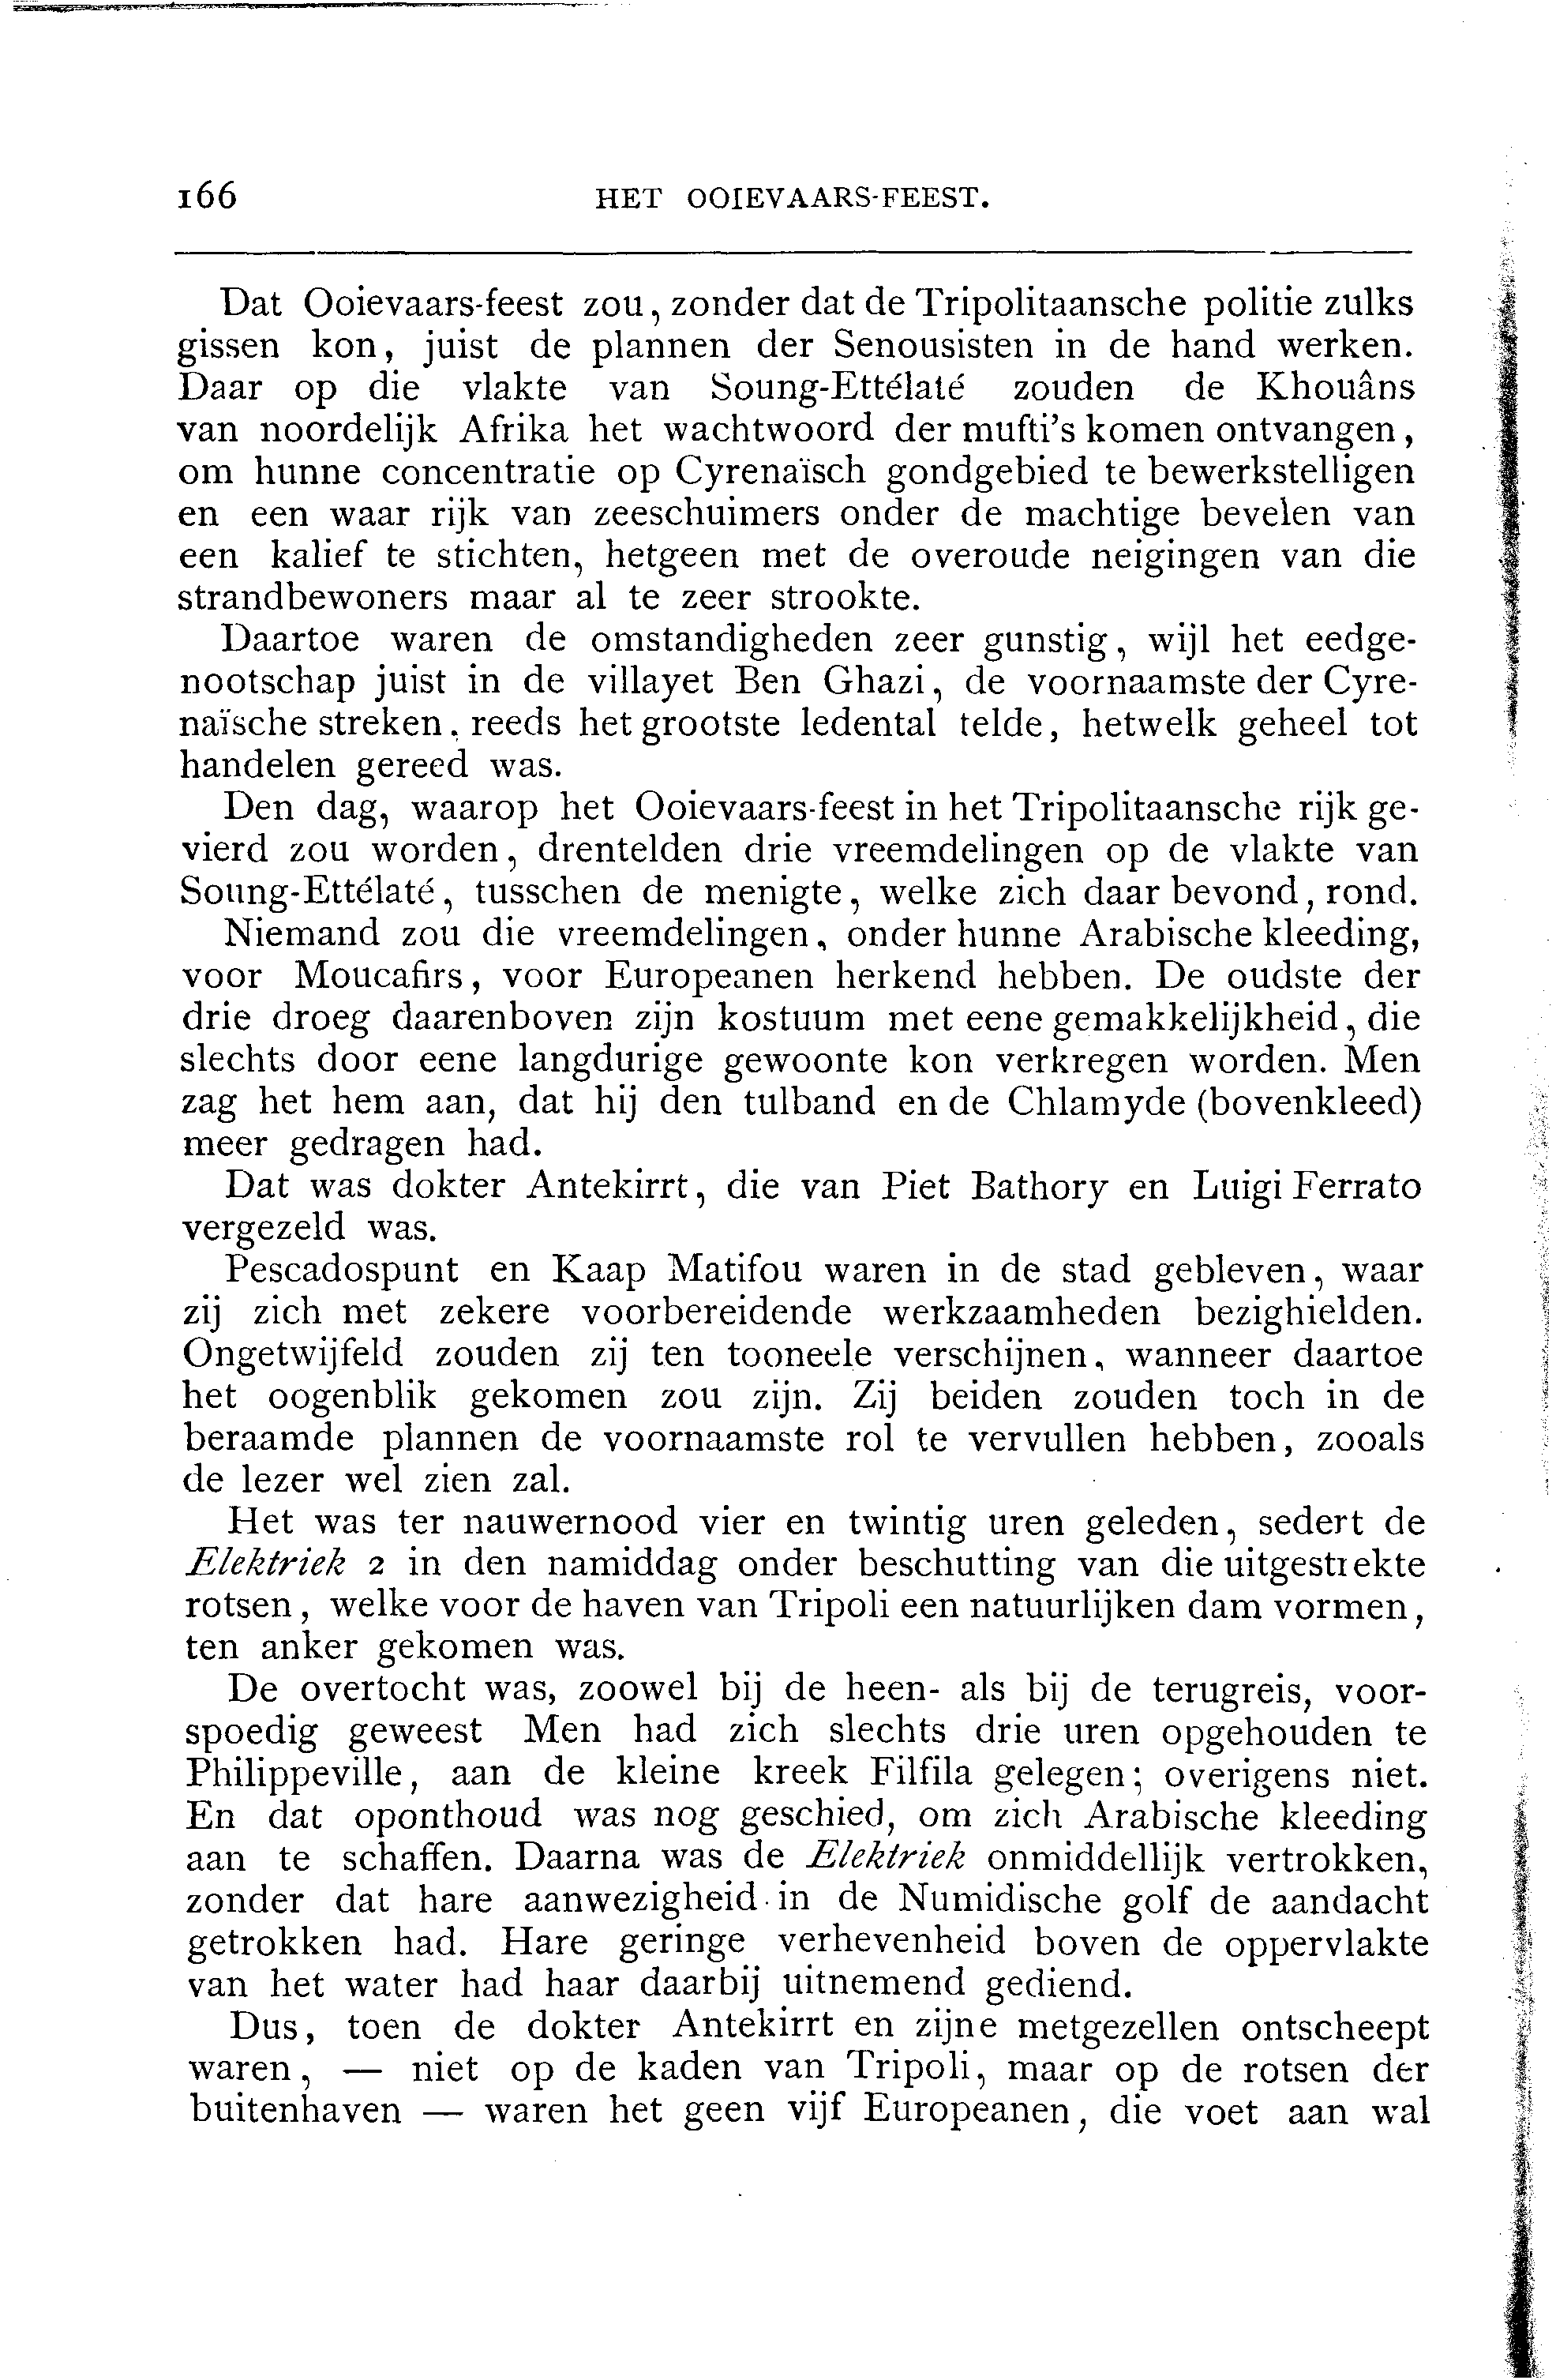 166 HET OOIEVAARS-FEEST.
Dat Ooievaars-feest zou, zonder dat de Tripolitaansche politie zulks
gissen kon, juist de plannen der Senousisten in de hand werken.
Daar op die vlakte van Soung-Ettélaté zouden de Khouâns
van noordelijk Afrika het wachtwoord der mufti's komen ontvangen,
om hunne concentratie op Cyrenaïsch gondgebied te bewerkstelligen
en een waar rijk van zeeschuimers onder de machtige bevelen van
een kalief te stichten, hetgeen met de overoude neigingen van die
strandbewoners maar al te zeer strookte.
Daartoe waren de omstandigheden zeer gunstig, wijl het eedge-
nootschap juist in de villayet Ben Ghazi, de voornaamste der Cyre-
naïsche streken, reeds het grootste ledental telde, hetwelk geheel tot
handelen gereed was.
Den dag, waarop het Ooievaars-feest in het Tripolitaansche rijk ge-
vierd zou worden, drentelden drie vreemdelingen op de vlakte van
Soung-Ettélaté, tusschen de menigte, welke zich daar bevond, rond.
Niemand zou die vreemdelingen, onder hunne Arabische kleeding,
voor Moucafirs, voor Europeanen herkend hebben. De oudste der
drie droeg daarenboven zijn kostuum met eene gemakkelijkheid, die
slechts door eene langdurige gewoonte kon verkregen worden. Men
zag het hem aan, dat hij den tulband en de Chlamyde (bovenkleed)
meer gedragen had.
Dat was dokter Antekirrt, die van Piet Bathory en Luigi Ferrato
vergezeld was.
Pescadospunt en Kaap Matifou waren in de stad gebleven, waar
zij zich met zekere voorbereidende werkzaamheden bezighielden.
Ongetwijfeld zouden zij ten tooneele verschijnen, wanneer daartoe
het oogenblik gekomen zou zijn. Zij beiden zouden toch in de
beraamde plannen de voornaamste rol te vervullen hebben, zooals
de lezer wel zien zal.
Het was ter nauwernood vier en twintig uren geleden, sedert de
Elektriek 2 in den namiddag onder beschutting van die uitgestrekte
rotsen, welke voor de haven van Tripoli een natuurlijken dam vormen,
ten anker gekomen was.
De overtocht was, zoowel bij de heen- als bij de terugreis, voor-
spoedig geweest Men had zich slechts drie uren opgehouden te
Philippeville, aan de kleine kreek Filfila gelegen; overigens niet.
En dat oponthoud was nog geschied, om zich Arabische kleeding
aan te schaffen. Daarna was de Elektriek onmiddellijk vertrokken,
zonder dat hare aanwezigheid in de Numidische golf de aandacht
getrokken had. Hare geringe verhevenheid boven de oppervlakte
van het water had haar daarbij uitnemend gediend.
Dus, toen de dokter Antekirrt en zijne metgezellen ontscheept
waren, — niet op de kaden van Tripoli, maar op de rotsen der
buitenhaven — waren het geen vijf Europeanen, die voet aan wal